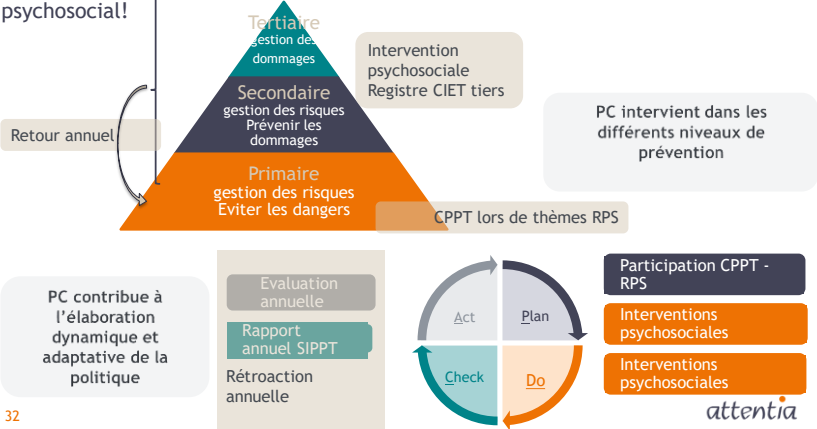 psychosocial!
Tertiaire
gestion des
dommages
Intervention
psychosociale
Registre CIET tiers
Secondaire
gestion des risques
Prévenir les
dommages
PC intervient dans les
différents niveaux de
prévention
Retour annuel
Primaire
gestion des risques
Eviter les dangers
CPPT lors de thèmes RPS
PC contribue à
l'élaboration
dynamique et
adaptative de la
politique
Evaluation
annuelle
Rapport
annuel SIPPT
Rétroaction
annuelle
Act
Plan
Check
Do
Participation CPPT -
RPS
Interventions
psychosociales
Interventions
psychosociales
32
attentia